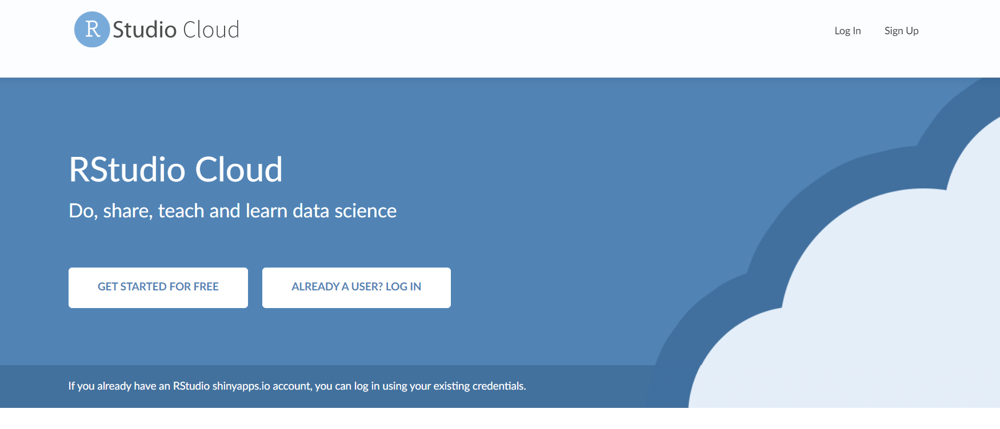 R Studio Cloud
Log In
Sign Up
RStudio Cloud
Do, share, teach and learn data science
GET STARTED FOR FREE
ALREADY A USER? LOG IN
If you already have an RStudio shinyapps.io account, you can log in using your existing credentials.